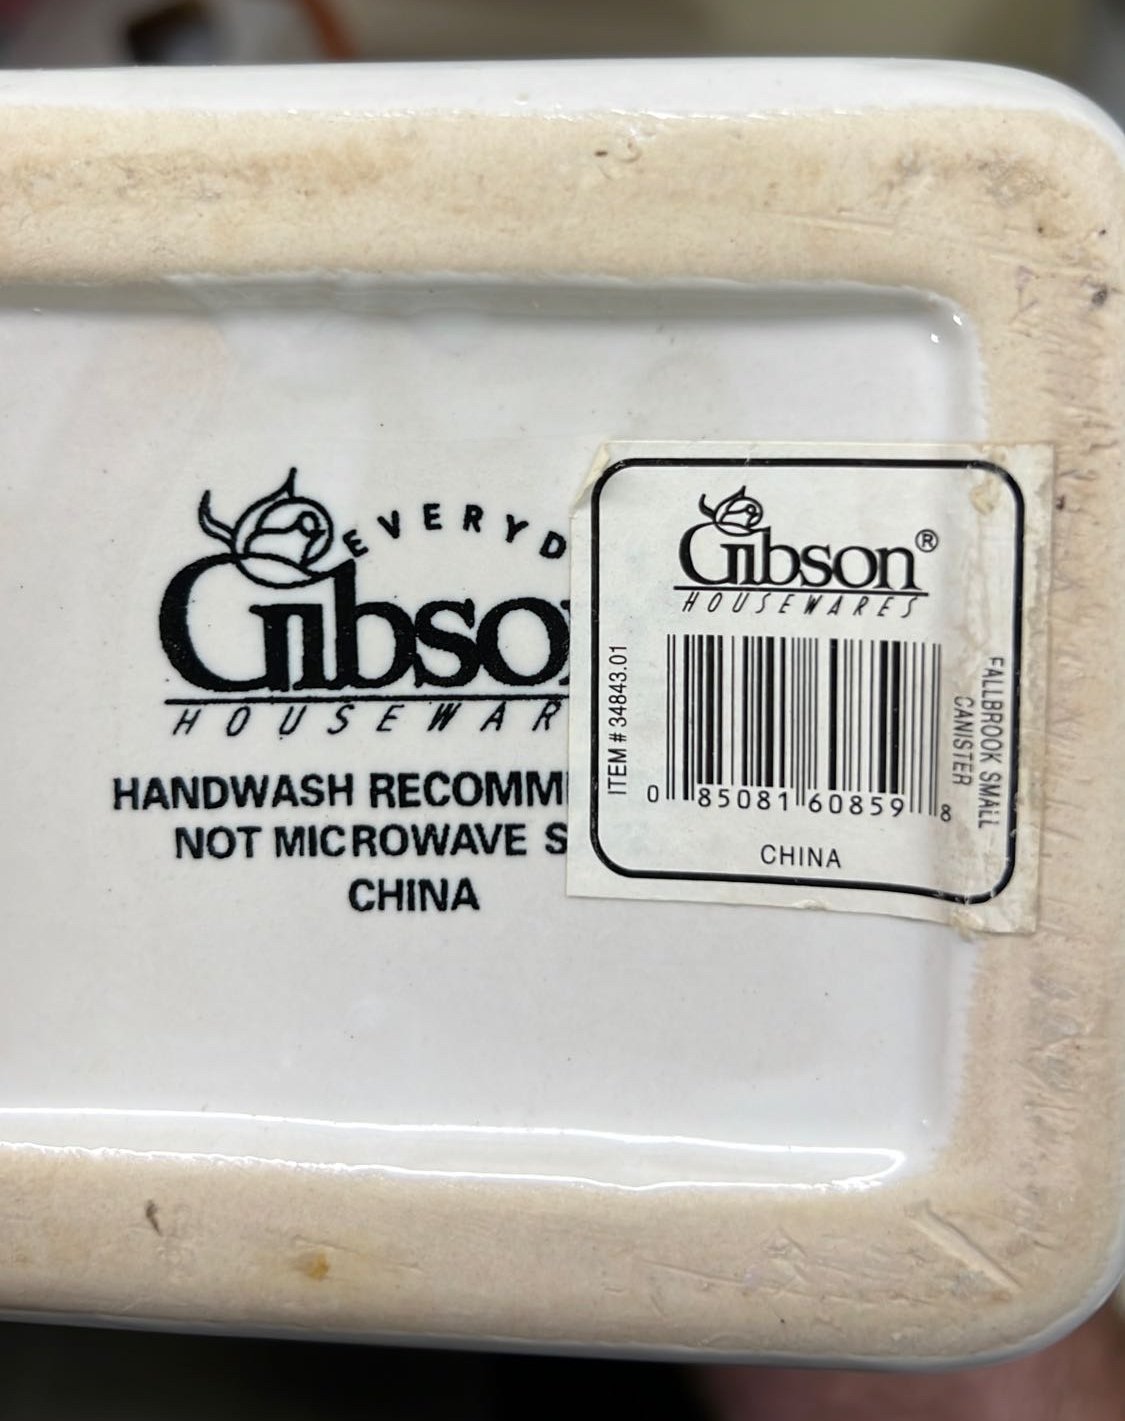 EVERYD
Gibso
HOUSEWAR
HANDWASH RECOMM
NOT MICROWAVE S
CHINA
Gibson®
HOUSEWARES
ITEM # 34843.01
FALLBROOK SMALL
CANISTER
0 85081 60859 8
CHINA